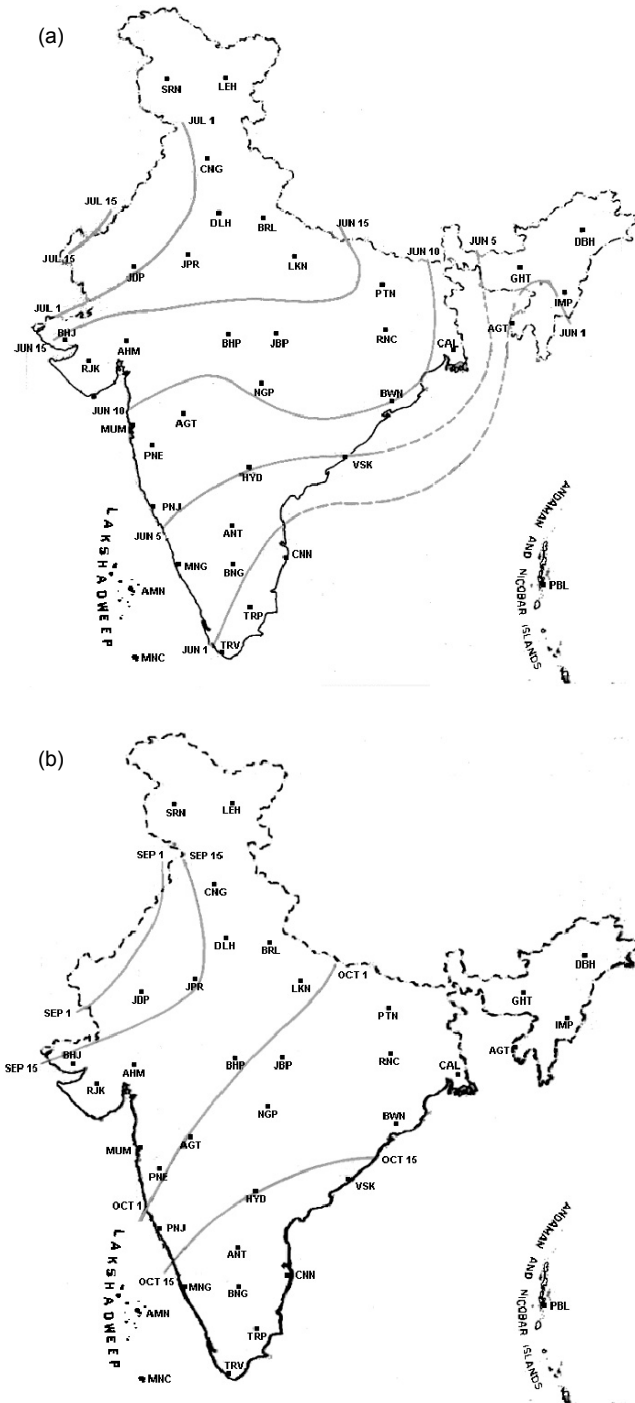 (a)
SRN
LEH
JUL 1
CNG
JUL 15
DLH
BRL
JUN 15
JUN 5
DBH
JUL 15
JPR
LKN
JUN 10
JDP
GHT
PTN
IMP
JUL 1
BHJ
JUN 15
AHM
BHP
JBP
RNC
CAL
AGT
JUN 1
RJK
NGP
BWN
JUN 10
MUM
AGT
PNE
HYD
VSK
PNJ
JUN 5
ANT
MNG
BNG
CNN
LAKSHADWEEP
AMN
TRP
MNC
JUN 1
TRV
ANDAMAN AND NICOBAR ISLANDS
PBL
(b)
SRN
LEH
SEP 1
SEP 15
CNG
DLH
BRL
DBH
OCT 1
JDP
JPR
LKN
GHT
SEP 1
PTN
IMP
SEP 15
BHJ
AHM
BHP
JBP
RNC
CAL
AGT
RJK
NGP
BWN
MUM
AGT
PNE
OCT 15
HYD
VSK
OCT 1
PNJ
ANT
OCT 15
MNG
BNG
CNN
LAKSHADWEEP
AMN
TRP
MNC
TRV
ANDAMAN AND NICOBAR ISLANDS
PBL